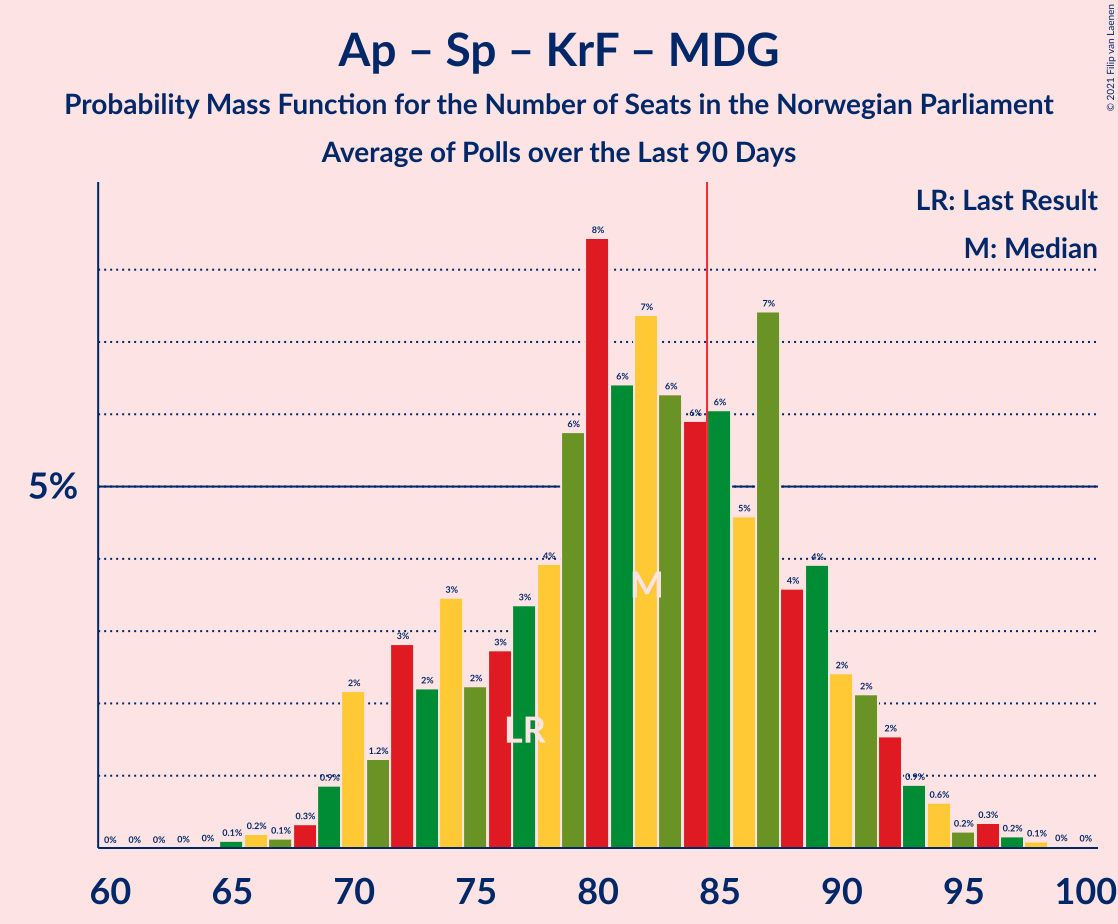 Ap – Sp – KrF – MDG
Probability Mass Function for the Number of Seats in the Norwegian Parliament
Average of Polls over the Last 90 Days
© 2021 Filip van Laenen
LR: Last Result
M: Median
5%
0% 0% 0% 0% 0% 0.1% 0.2% 0.1% 0.3% 0.9% 2% 1.2% 3% 2% 3% 2% 3% 3% 4% 6% 8% 6% 7% 6% 6% 6% 5% 7% 4% 4% 2% 2% 2% 0.9% 0.6% 0.2% 0.3% 0.2% 0.1% 0% 0%
M
LR
60 65 70 75 80 85 90 95 100